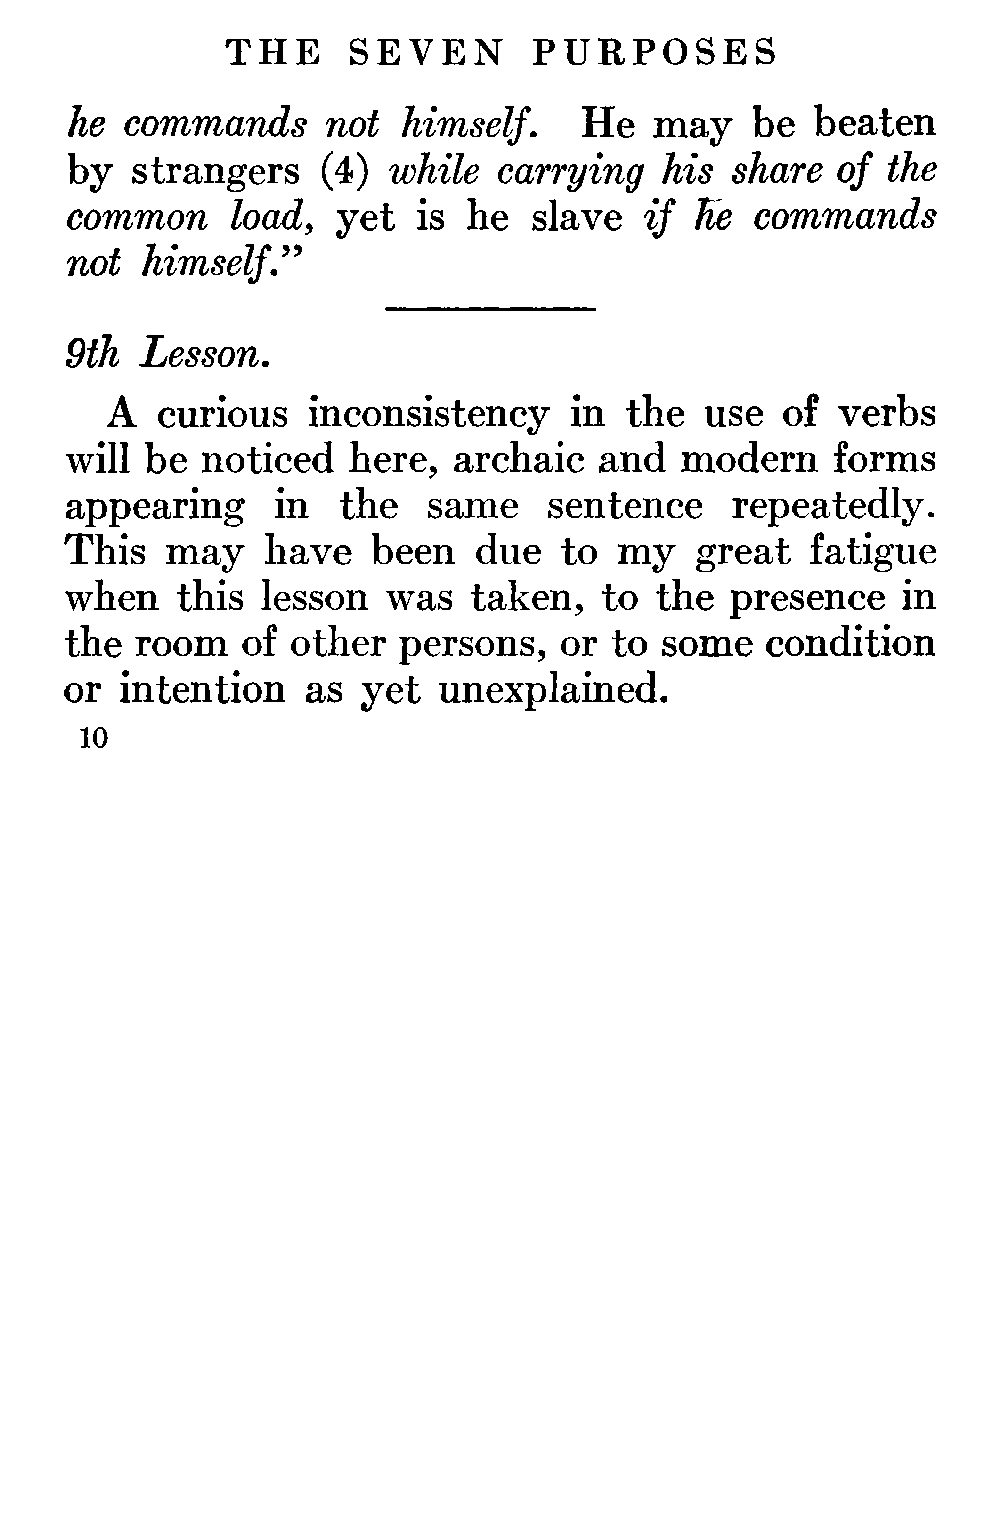 THE SEVEN PURPOSES
he commands not himself. He may be beaten
by strangers (4) while carrying his share of the
common load, yet is he slave if he commands
not himself.”
9th Lesson.
A curious inconsistency in the use of verbs
will be noticed here, archaic and modern forms
appearing in the same sentence repeatedly.
This may have been due to my great fatigue
when this lesson was taken, to the presence in
the room of other persons, or to some condition
or intention as yet unexplained.
10